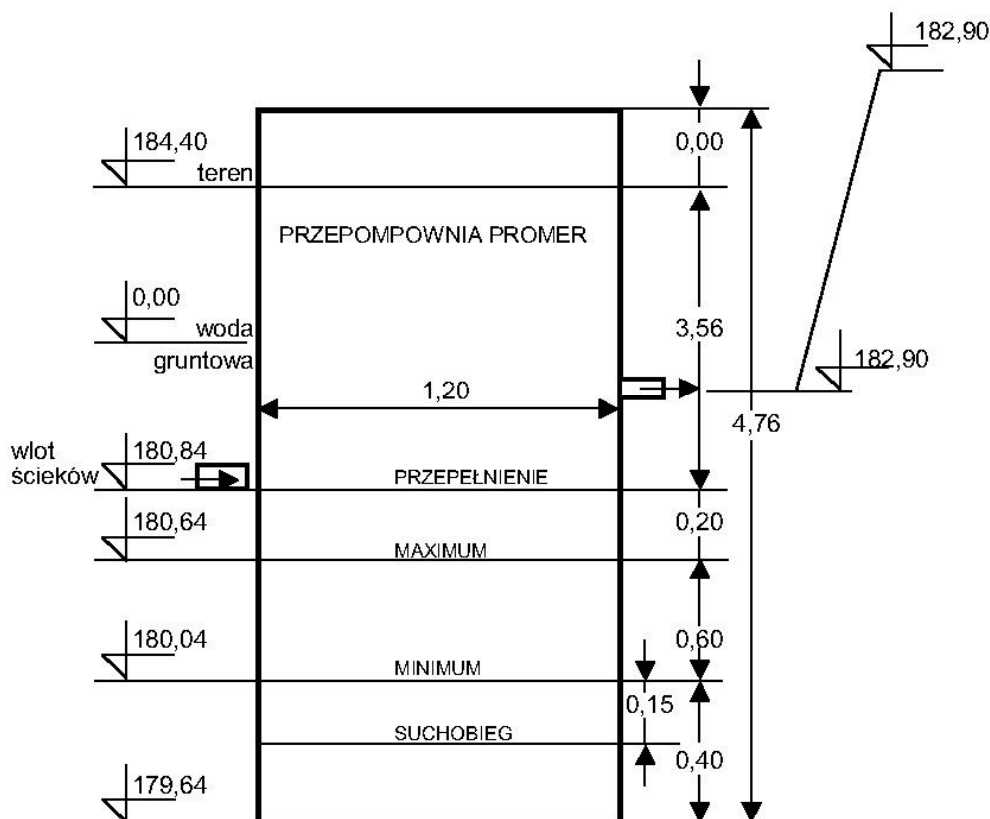 182,90
184,40
teren
0,00
PRZEPOMPOWNIA PROMER
0,00
woda
gruntowa
3,56
182,90
1,20
4,76
wlot
ścieków
180,84
PRZEPEŁNIENIE
180,64
MAXIMUM
0,20
180,04
MINIMUM
0,60
0,15
SUCHOBIEG
0,40
179,64